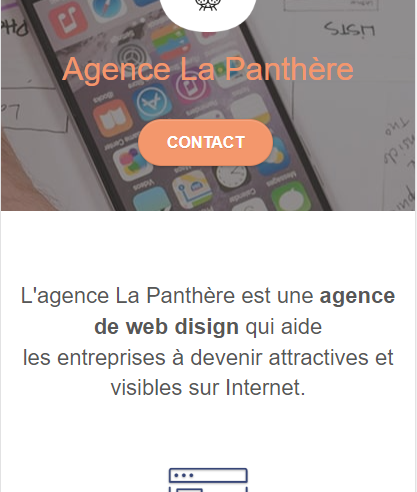 Agence La Panthère
CONTACT
L'agence La Panthère est une agence
de web disign qui aide
les entreprises à devenir attractives et
visibles sur Internet.